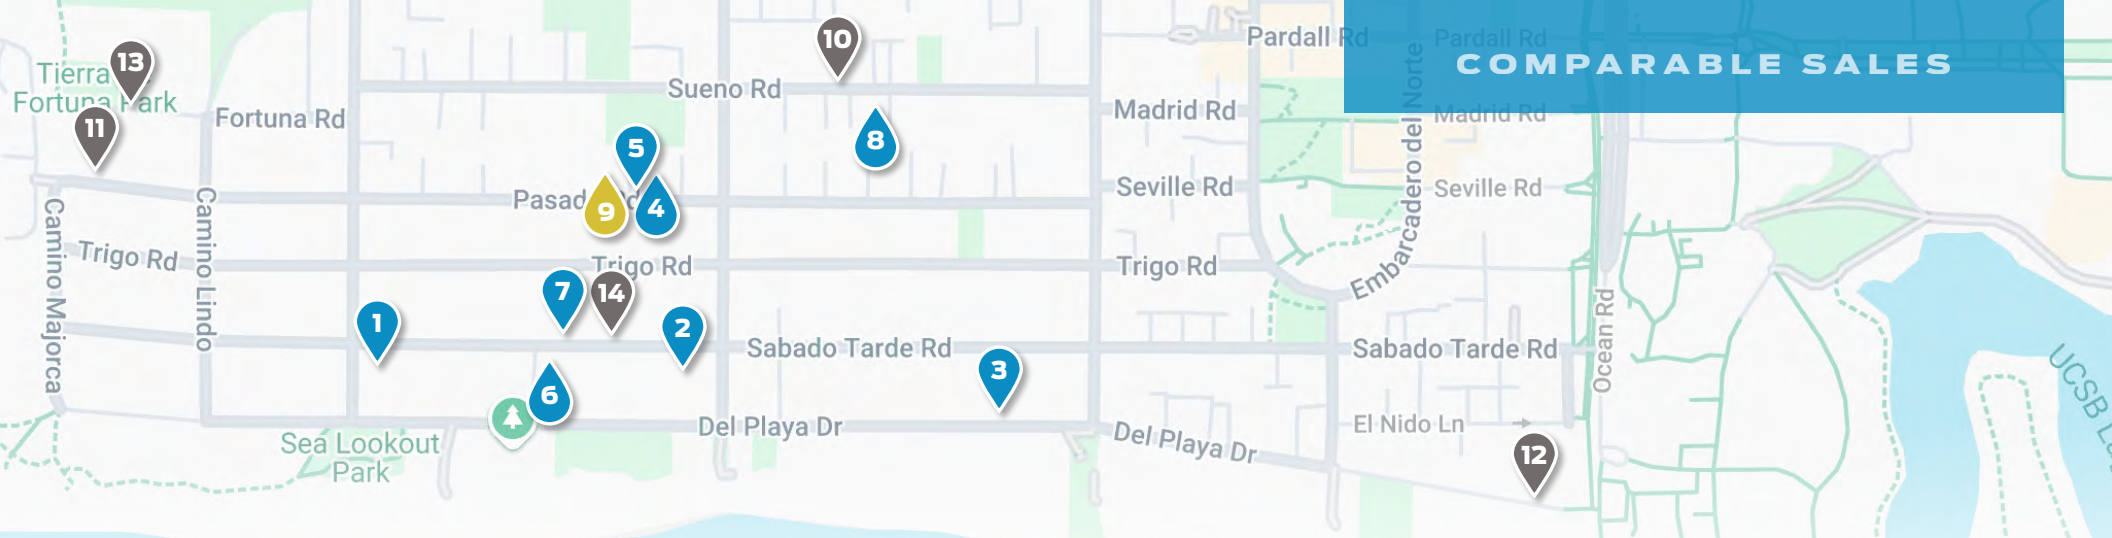 COMPARABLE SALES
Pardall Rd
Pardall Rd
10
13
Tierra
Fortuna Park
Sueno Rd
Fortuna Rd
Madrid Rd
Madrid Rd
11
5
8
Embarcadero del Norte
Seville Rd
Seville Rd
Pasad
9
4
Camino Majorca
Camino Lindo
Trigo Rd
Trigo Rd
Trigo Rd
7
14
1
2
Ocean Rd
Sabado Tarde Rd
Sabado Tarde Rd
3
6
UCSB
Sea Lookout
Park
Del Playa Dr
Del Playa Dr
El Nido Ln
12